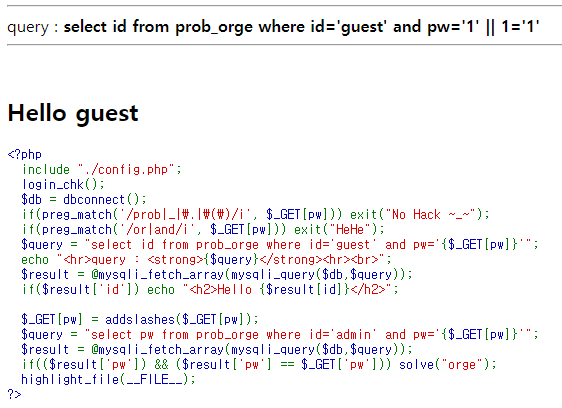 query : select id from prob_orge where id='guest' and pw='1' || 1='1'
Hello guest
<?php
  include "./config.php";
  login_chk();
  $db = dbconnect();
  if(preg_match('/prob|_|₩.|₩(₩)/i', $_GET[pw])) exit("No Hack ~_~");
  if(preg_match('/or|and/i', $_GET[pw])) exit("HeHe");
  $query = "select id from prob_orge where id='guest' and pw='{$_GET[pw]}'";
  echo "<hr>query : <strong>{$query}</strong><hr><br>";
  $result = @mysqli_fetch_array(mysqli_query($db,$query));
  if($result['id']) echo "<h2>Hello {$result[id]}</h2>";

  $_GET[pw] = addslashes($_GET[pw]);
  $query = "select pw from prob_orge where id='admin' and pw='{$_GET[pw]}'";
  $result = @mysqli_fetch_array(mysqli_query($db,$query));
  if(($result['pw']) && ($result['pw'] == $_GET['pw'])) solve("orge");
  highlight_file(__FILE__);
?>